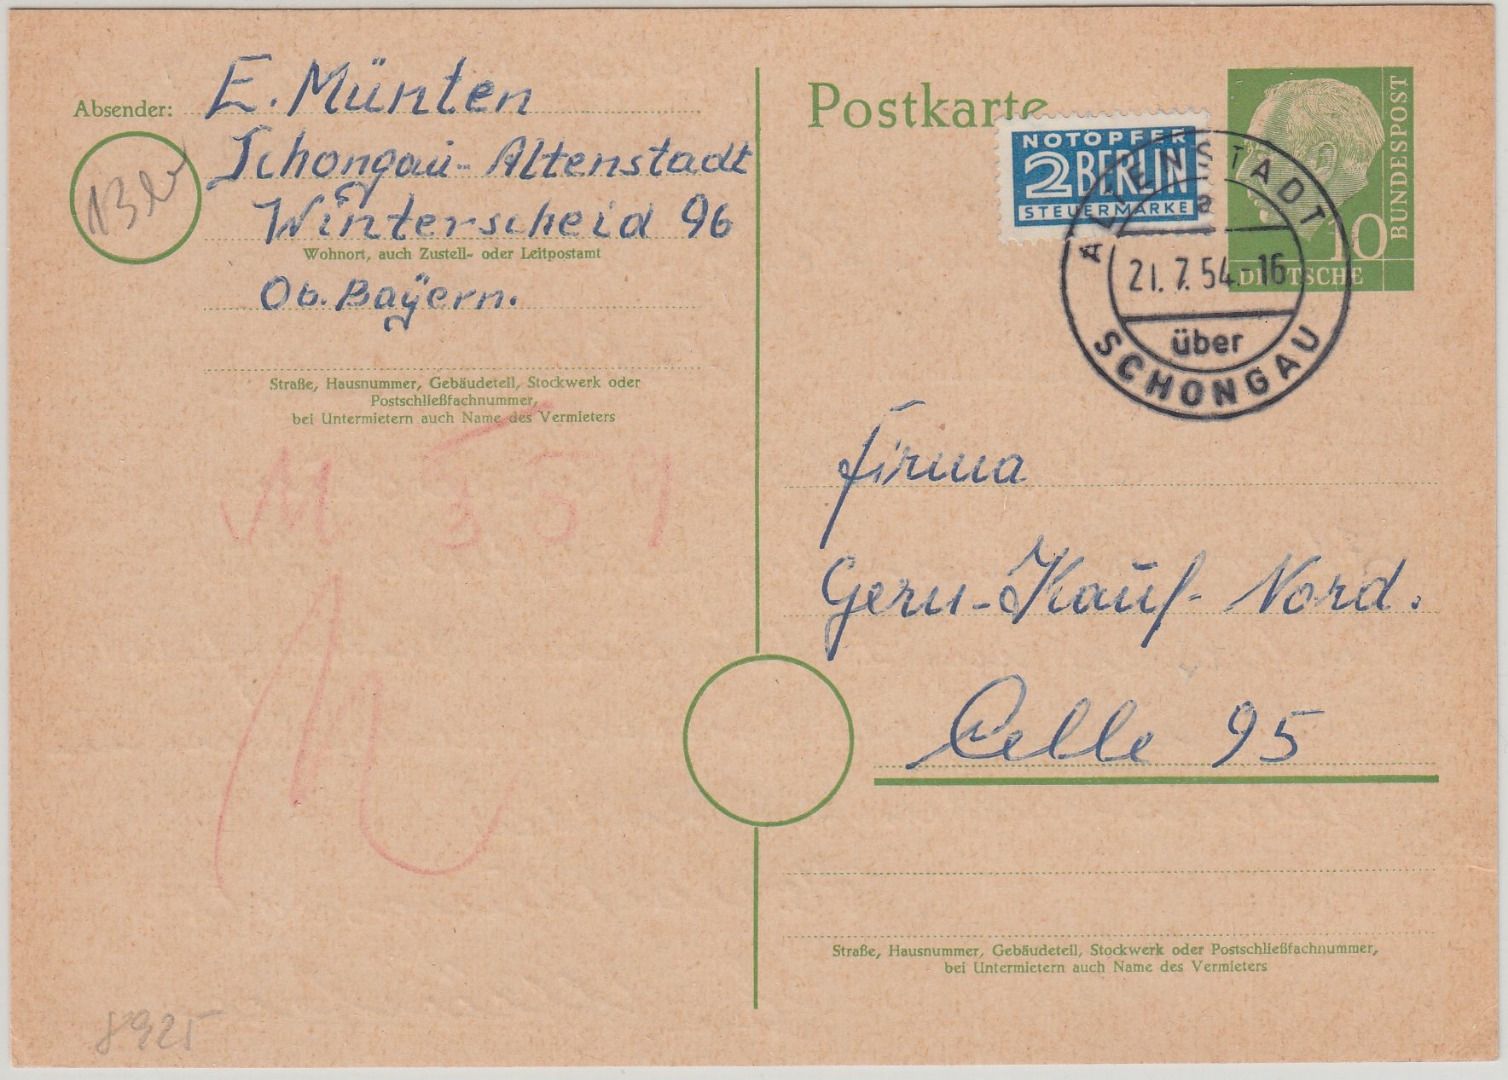 Absender: E. Münten
Schongau-Altenstadt
Winterscheid 96
Wohnort, auch Zustell- oder Leitpostamt
Ob. Bayern.
Straße, Hausnummer, Gebäudeteil, Stockwerk oder
Postschließfachnummer,
bei Untermietern auch Name des Vermieters
8925
Postkarte
NOTOPFER
2 BERLIN
STEUERMARKE
BUNDESPOST
10
DEUTSCHE
ALTENSTADT
a
21.7.54.-16
über
SCHONGAU
Firma
Gern-Kauf-Nord.
Celle 95
Straße, Hausnummer, Gebäudeteil, Stockwerk oder Postschließfachnummer,
bei Untermietern auch Name des Vermieters